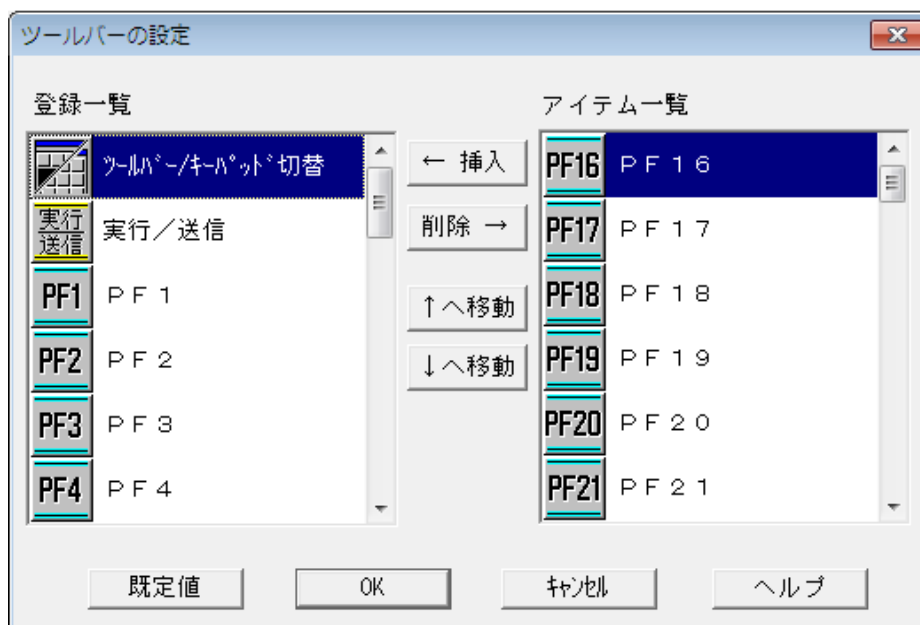 ツールバーの設定
登録一覧
ﾂｰﾙﾊﾞｰ/ｷｰﾊﾟｯﾄﾞ切替
実行
送信
実行／送信
PF1 ＰＦ１
PF2 ＰＦ２
PF3 ＰＦ３
PF4 ＰＦ４
← 挿入
削除 →
↑へ移動
↓へ移動
アイテム一覧
PF16 ＰＦ１６
PF17 ＰＦ１７
PF18 ＰＦ１８
PF19 ＰＦ１９
PF20 ＰＦ２０
PF21 ＰＦ２１
既定値
OK
ｷｬﾝｾﾙ
ヘルプ